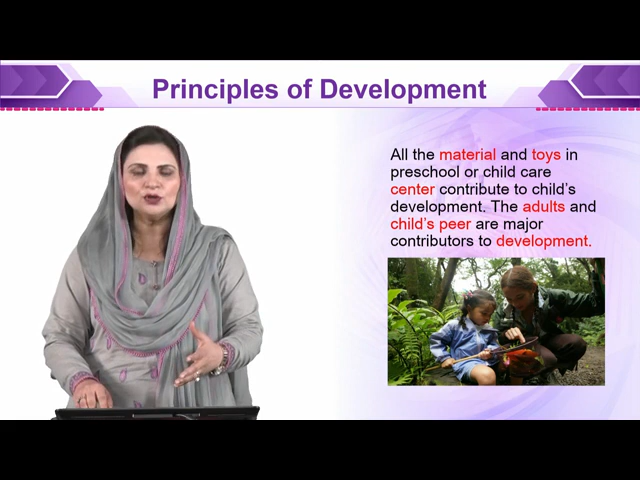 Principles of Development
All the material and toys in
preschool or child care
center contribute to child's
development. The adults and
child's peer are major
contributors to development.